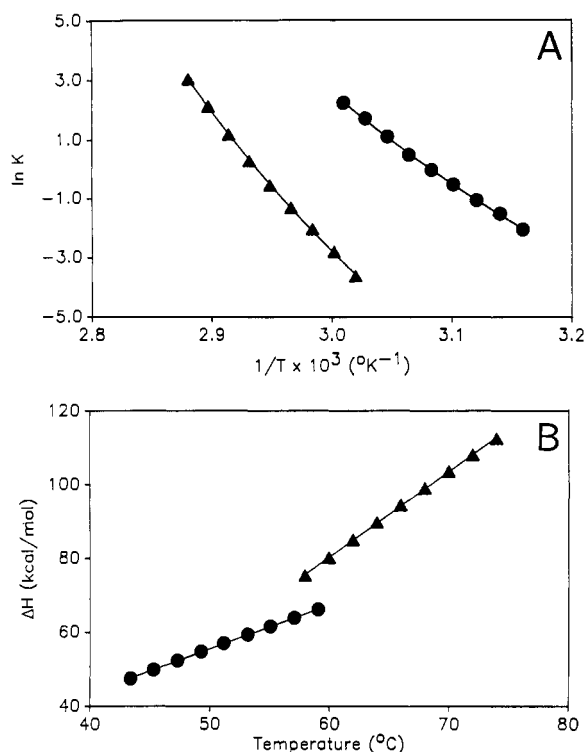 A
5.0
3.0
1.0
−1.0
−3.0
−5.0
ln K
2.8 2.9 3.0 3.1 3.2
1/T × 10³ (°K⁻¹)
B
120
100
80
60
40
ΔH (kcal/mol)
40 50 60 70 80
Temperature (°C)